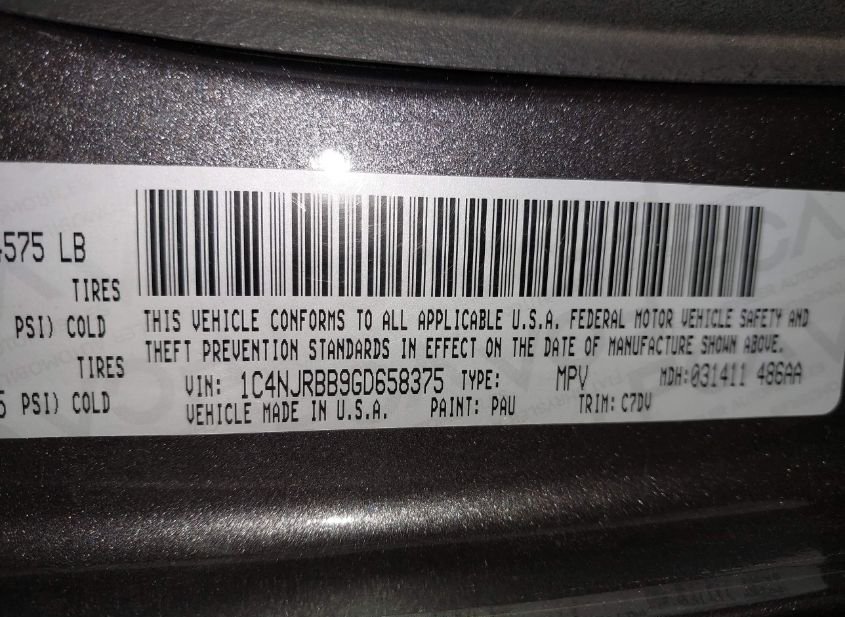 575 LB
TIRES
PSI) COLD
TIRES
PSI) COLD
THIS VEHICLE CONFORMS TO ALL APPLICABLE U.S.A. FEDERAL MOTOR VEHICLE SAFETY AND
THEFT PREVENTION STANDARDS IN EFFECT ON THE DATE OF MANUFACTURE SHOWN ABOVE.
VIN: 1C4NJRBB9GD658375 TYPE: MPV MDH:031411 486AA
VEHICLE MADE IN U.S.A. PAINT: PAU TRIM: C7DV